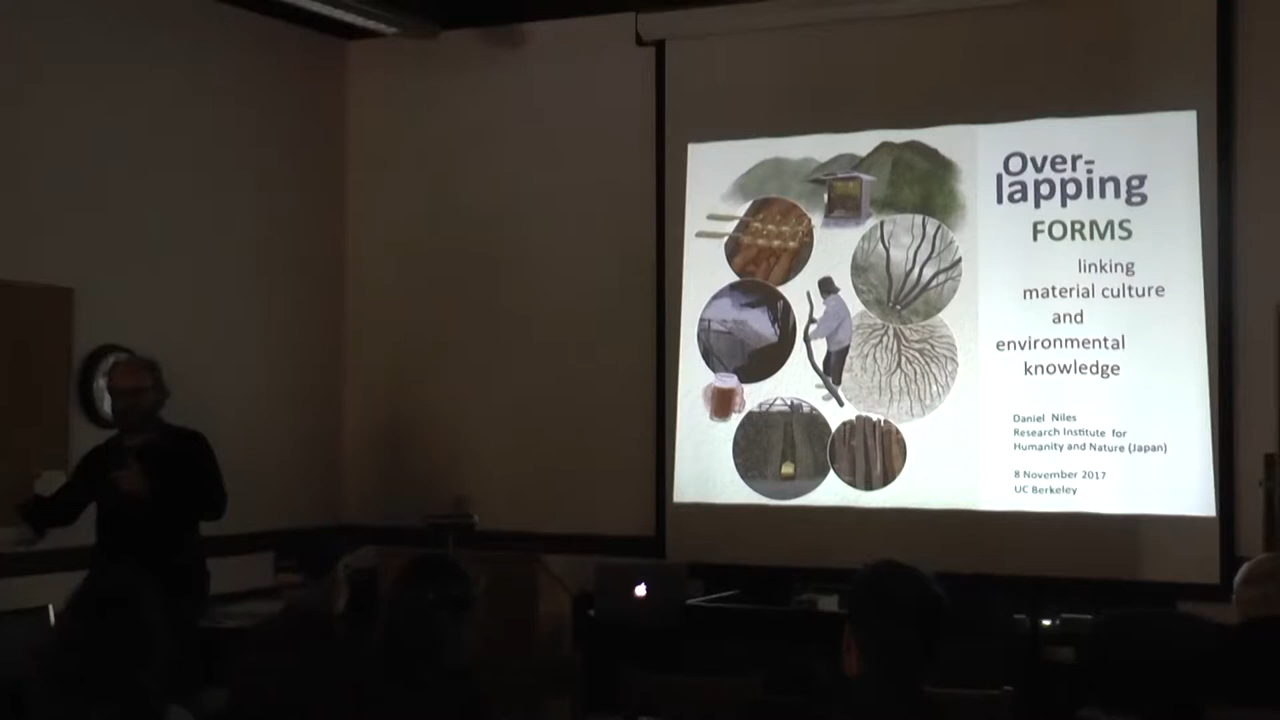 Over-
lapping
FORMS
linking
material culture
and
environmental
knowledge
Daniel Niles
Research Institute for
Humanity and Nature (Japan)
8 November 2017
UC Berkeley